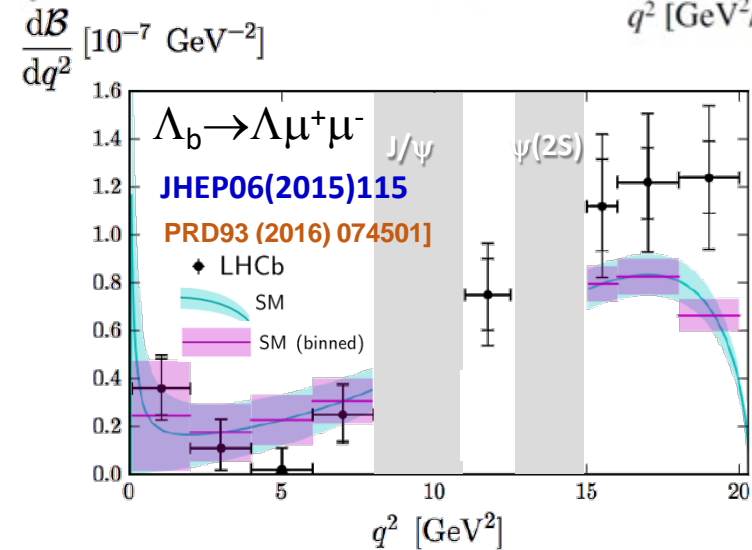 q² [GeV²/
dB/dq² [10⁻⁷ GeV⁻²]
1.6
1.4
1.2
1.0
0.8
0.6
0.4
0.2
0.0
Λb→Λμ⁺μ⁻
JHEP06(2015)115
PRD93 (2016) 074501]
LHCb
SM
SM (binned)
J/ψ
ψ(2S)
0 5 10 15 20
q² [GeV²]